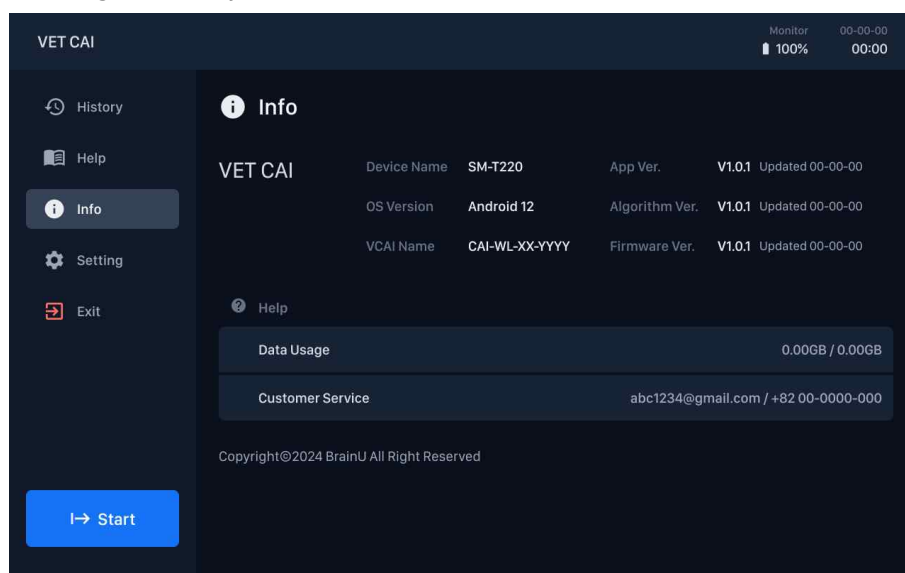 VET CAI
Monitor 00-00-00
100% 00:00
History
Help
Info
Setting
Exit
Start
Info
VET CAI
Device Name SM-T220 App Ver. V1.0.1 Updated 00-00-00
OS Version Android 12 Algorithm Ver. V1.0.1 Updated 00-00-00
VCAI Name CAI-WL-XX-YYYY Firmware Ver. V1.0.1 Updated 00-00-00
Help
Data Usage 0.00GB / 0.00GB
Customer Service abc1234@gmail.com / +82 00-0000-000
Copyright©2024 BrainU All Right Reserved